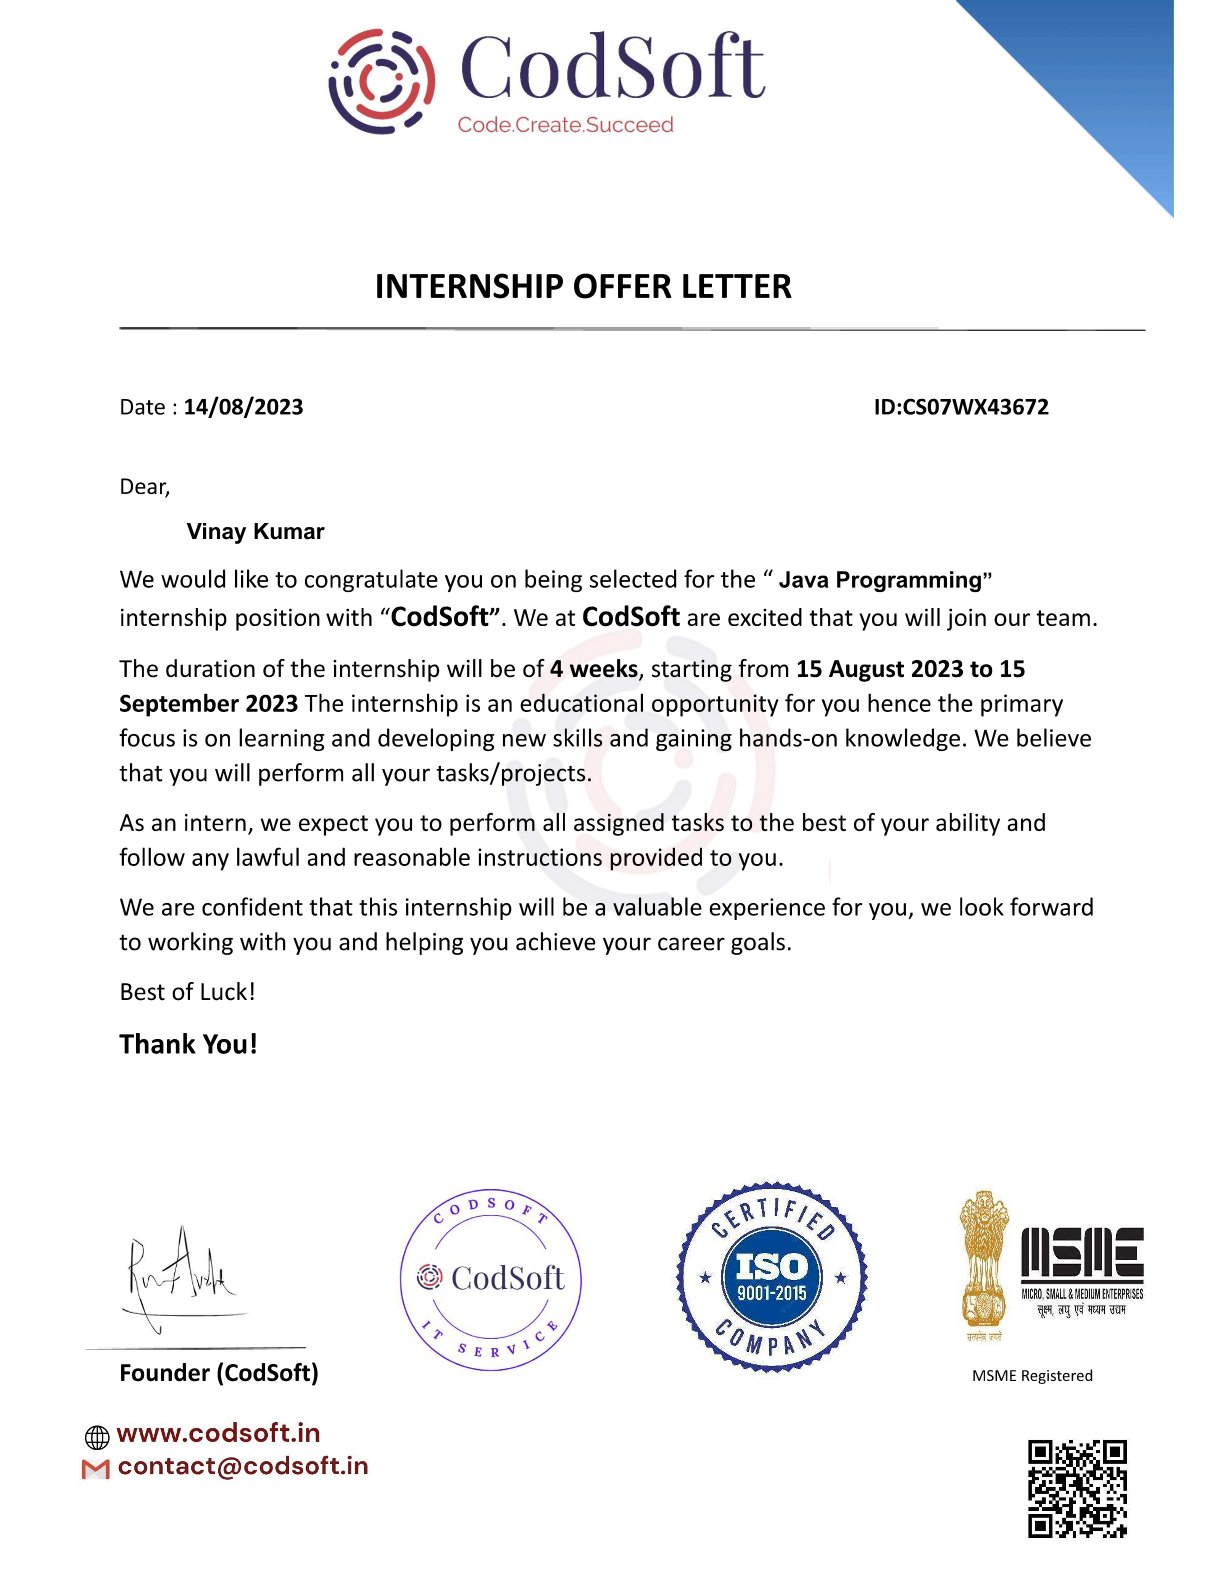 CodSoft
Code.Create.Succeed
INTERNSHIP OFFER LETTER
Date : 14/08/2023 ID:CS07WX43672
Dear,
Vinay Kumar
We would like to congratulate you on being selected for the “ Java Programming”
internship position with “CodSoft”. We at CodSoft are excited that you will join our team.
The duration of the internship will be of 4 weeks, starting from 15 August 2023 to 15
September 2023 The internship is an educational opportunity for you hence the primary
focus is on learning and developing new skills and gaining hands-on knowledge. We believe
that you will perform all your tasks/projects.
As an intern, we expect you to perform all assigned tasks to the best of your ability and
follow any lawful and reasonable instructions provided to you.
We are confident that this internship will be a valuable experience for you, we look forward
to working with you and helping you achieve your career goals.
Best of Luck!
Thank You!
CODSOFT
CodSoft
IT SERVICE
CERTIFIED
ISO
9001-2015
COMPANY
MSME
MICRO, SMALL & MEDIUM ENTERPRISES
सूक्ष्म, लघु एवं मध्यम उद्यम
सत्यमेव जयते
Founder (CodSoft)
MSME Registered
www.codsoft.in
contact@codsoft.in